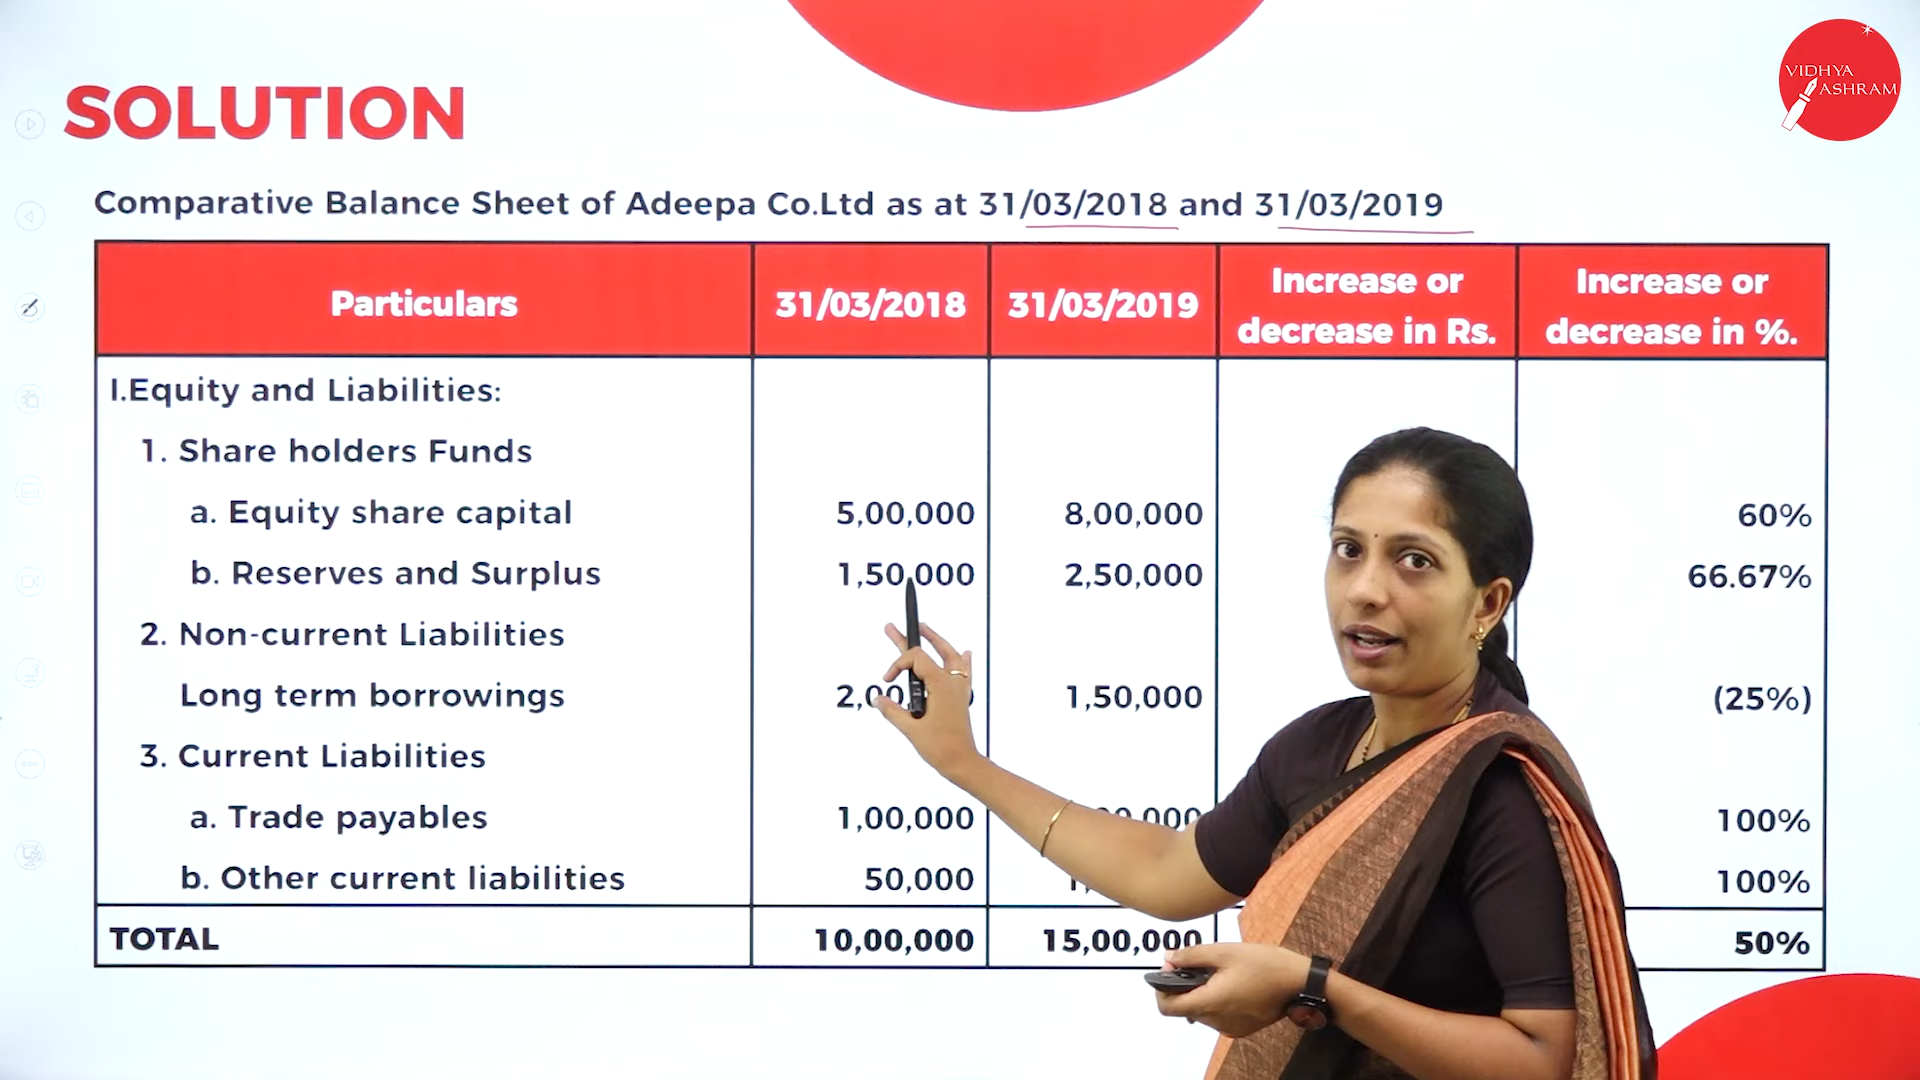 VIDHYA
ASHRAM
SOLUTION
Comparative Balance Sheet of Adeepa Co.Ltd as at 31/03/2018 and 31/03/2019
Particulars 31/03/2018 31/03/2019 Increase or decrease in Rs. Increase or decrease in %.
I.Equity and Liabilities:
1. Share holders Funds
a. Equity share capital 5,00,000 8,00,000 60%
b. Reserves and Surplus 1,50,000 2,50,000 66.67%
2. Non-current Liabilities
Long term borrowings 1,50,000 (25%)
3. Current Liabilities
a. Trade payables 1,00,000 100%
b. Other current liabilities 50,000 100%
TOTAL 10,00,000 15,00,000 50%